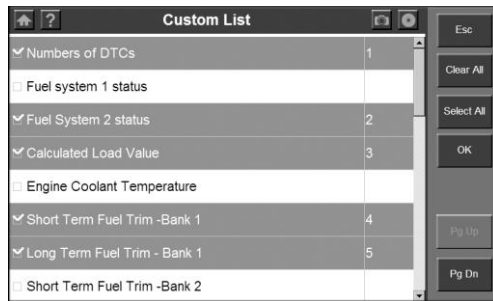 ? Custom List
Numbers of DTCs 1
Fuel system 1 status
Fuel System 2 status 2
Calculated Load Value 3
Engine Coolant Temperature
Short Term Fuel Trim -Bank 1 4
Long Term Fuel Trim - Bank 1 5
Short Term Fuel Trim -Bank 2
Esc
Clear All
Select All
OK
Pg Up
Pg Dn